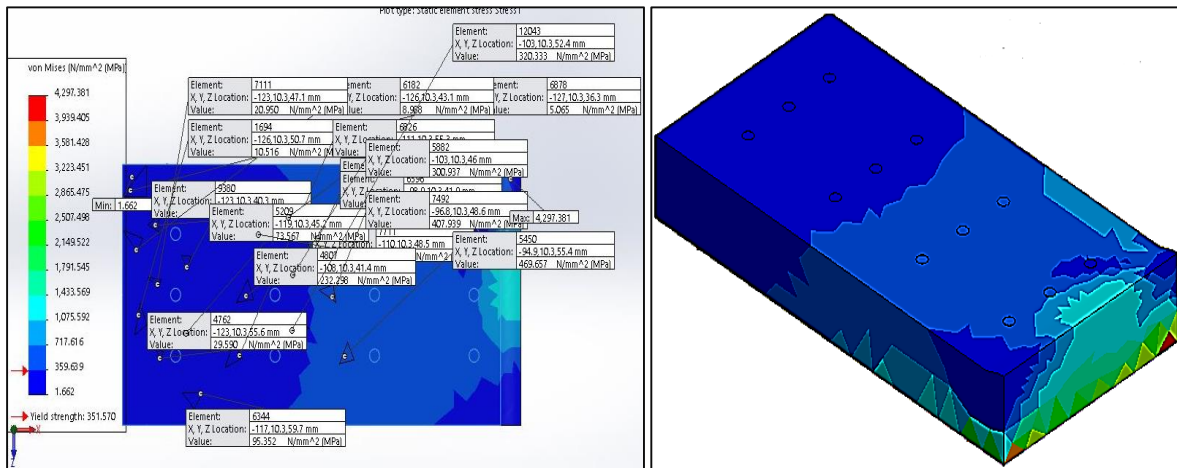 Plot type: Static element stress Stress1
von Mises (N/mm^2 (MPa)
4,297.381
3,939.405
3,581.428
3,223.451
2,865.475
2,507.498
2,149.522
1,791.545
1,433.569
1,075.592
717.616
359.639
1.662
Yield strength: 351.570
Element: 12043
X, Y, Z Location: -103,10.3,52.4 mm
Value: 320.333 N/mm^2 (MPa)
Element: 7111
X, Y, Z Location: -123,10.3,47.1 mm
Value: 20.950 N/mm^2 (MPa)
6182
Location: -126,10.3,43.1 mm
N/mm^2 (MPa)
6878
Location: -127,10.3,36.3 mm
5.065 N/mm^2 (MPa)
Element: 1694
X, Y, Z Location: -126,10.3,50.7 mm
Value: 10.516 N/mm^2
X, Y, Z Location:
Element: 5882
X, Y, Z Location: -103,10.3,46 mm
Value: 300.937 N/mm^2 (MPa)
Element: 9380
X, Y, Z Location: -123,10.3,40.3 mm
Value:
Min: 1.662
X, Y, Z Location:
Value:
Element: 7492
X, Y, Z Location: -96.8,10.3,48.6 mm
Value: 407.939 N/mm^2 (MPa)
Element:
X, Y, Z Location: -119,10.3,45.2 mm
Value: 73.567 N/mm^2 (MPa)
Max: 4,297.381
7711
-110,10.3,48.5 mm
N/mm^2 (MPa)
Element: 5450
X, Y, Z Location: -94.9,10.3,55.4 mm
Value: 469.657 N/mm^2 (MPa)
Element:
X, Y, Z Location: -108,10.3,41.4 mm
Value: 232.298 N/mm^2 (MPa)
Element: 4762
X, Y, Z Location: -123,10.3,55.6 mm
Value: 29.590 N/mm^2 (MPa)
Element: 6344
X, Y, Z Location: -117,10.3,59.7 mm
Value: 95.352 N/mm^2 (MPa)
X
Z